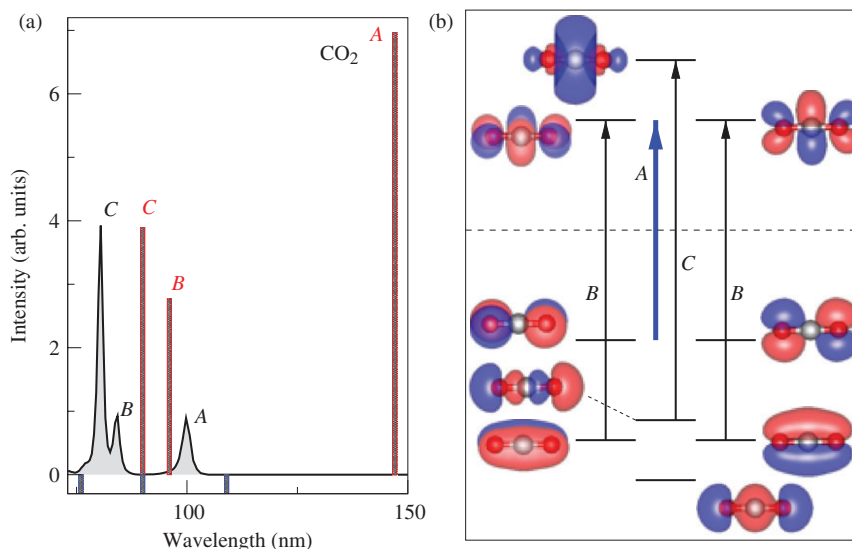 (a)
CO2
A
6
4
2
0
C
C
B
B
A
Intensity (arb. units)
100
150
Wavelength (nm)
(b)
A
C
B
B